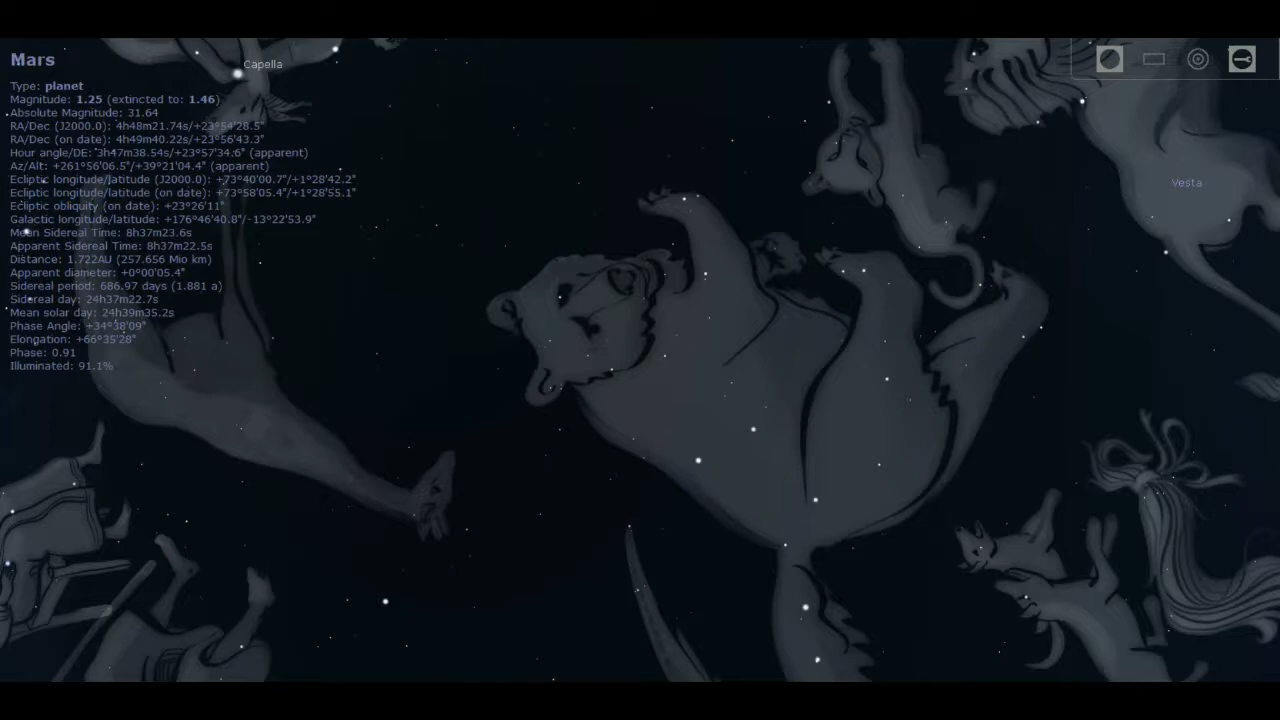 Mars
Capella
Type: planet
Magnitude: 1.25 (extincted to: 1.46)
Absolute Magnitude: 31.64
RA/Dec (J2000.0): 4h48m21.74s/+23°54'28.5"
RA/Dec (on date): 4h49m40.22s/+23°56'43.3"
Hour angle/DE: 3h47m38.54s/+23°57'34.6" (apparent)
Az/Alt: +261°56'06.5"/+39°21'04.4" (apparent)
Ecliptic longitude/latitude (J2000.0): +73°40'00.7"/+1°28'42.2"
Ecliptic longitude/latitude (on date): +73°58'05.4"/+1°28'55.1"
Ecliptic obliquity (on date): +23°26'11"
Galactic longitude/latitude: +176°46'40.8"/-13°22'53.9"
Mean Sidereal Time: 8h37m23.6s
Apparent Sidereal Time: 8h37m22.5s
Distance: 1.722AU (257.656 Mio km)
Apparent diameter: +0°00'05.4"
Sidereal period: 686.97 days (1.881 a)
Sidereal day: 24h37m22.7s
Mean solar day: 24h39m35.2s
Phase Angle: +34°38'09"
Elongation: +66°35'28"
Phase: 0.91
Illuminated: 91.1%
Vesta